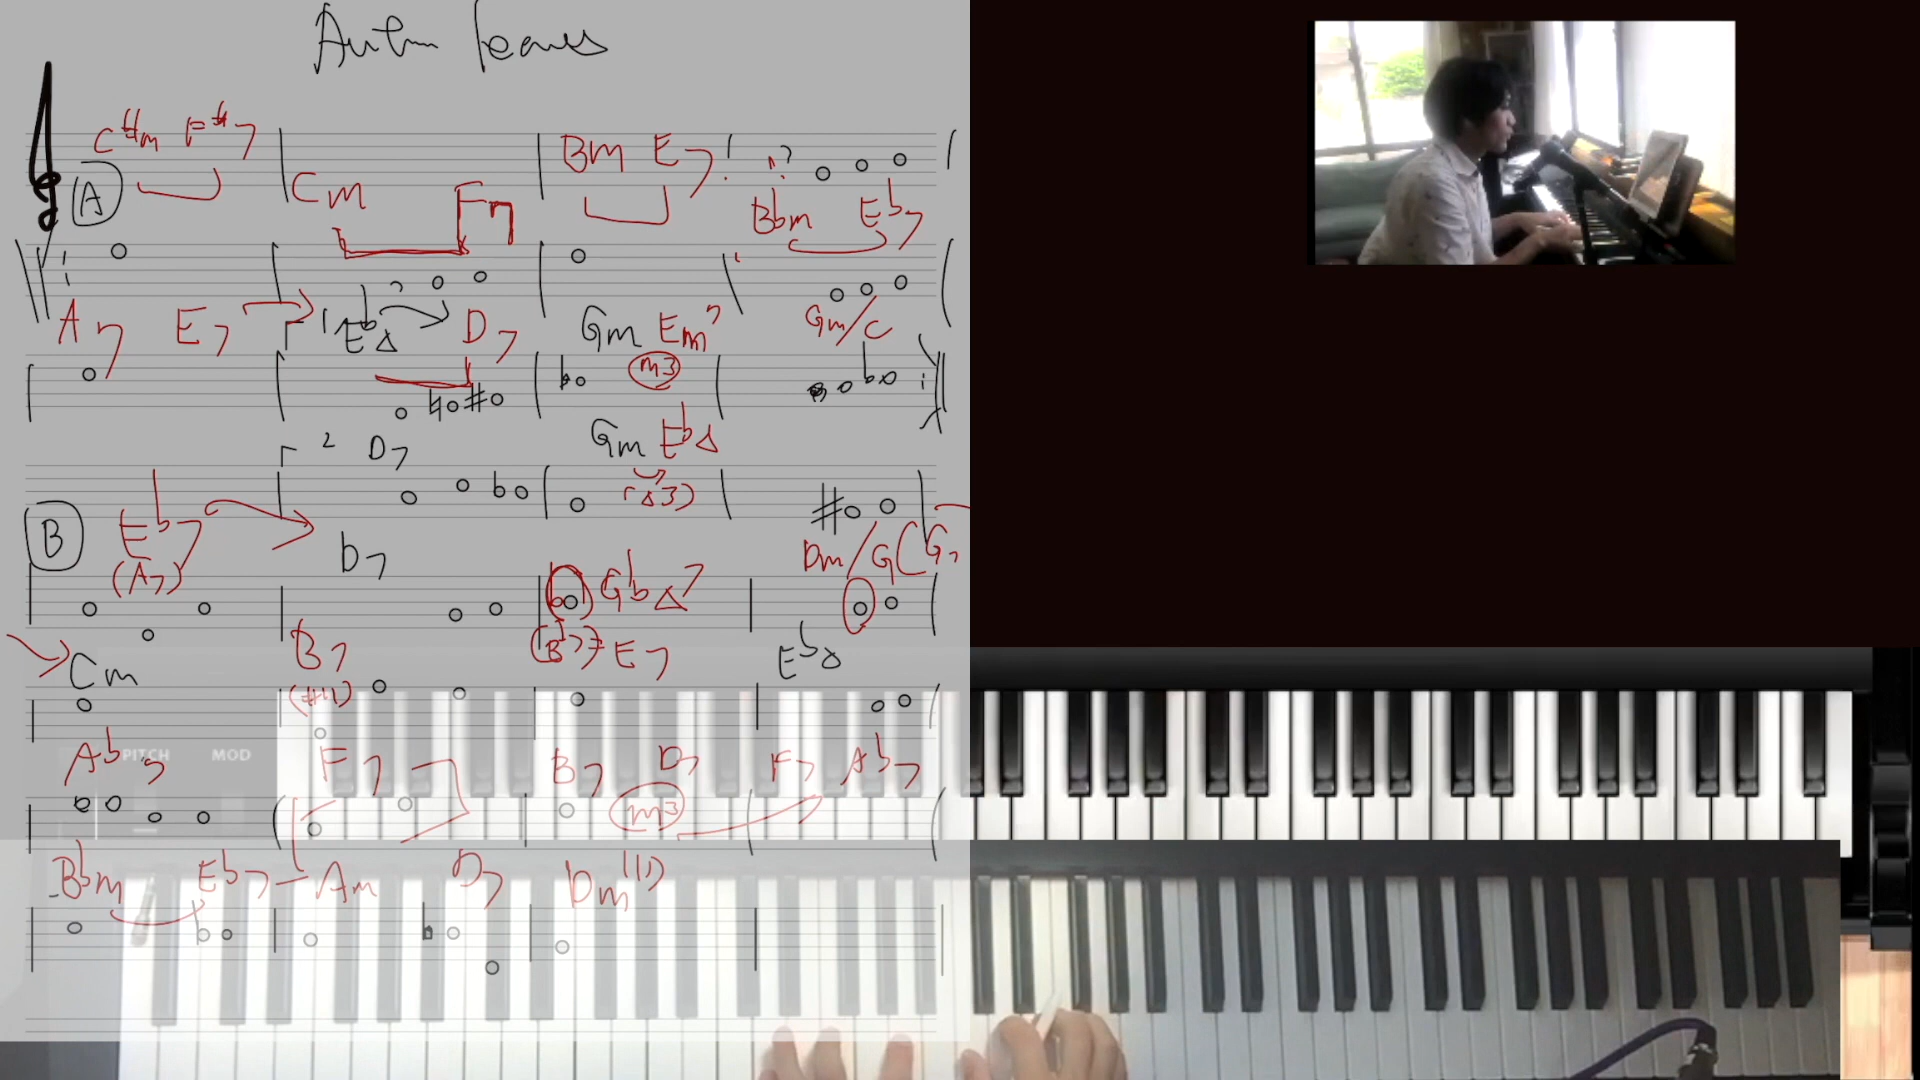 Autm leaves
C#m F#7
Bm E7 ! !?
A Cm F7 Bbm Eb7
A7 E7 1 EbΔ D7 Gm Em7 Gm/C
m3
2 D7 Gm EbΔ
(Δ3)
B Eb7 D7 Dm/G (G7
(A7) GbΔ7
Cm B7 (B7) E7 EbΔ
(#11)
PITCH MOD
Ab7 F7 B7 D7 F7 Ab7
m3
Bbm Eb7 Am D7 Dm(11)